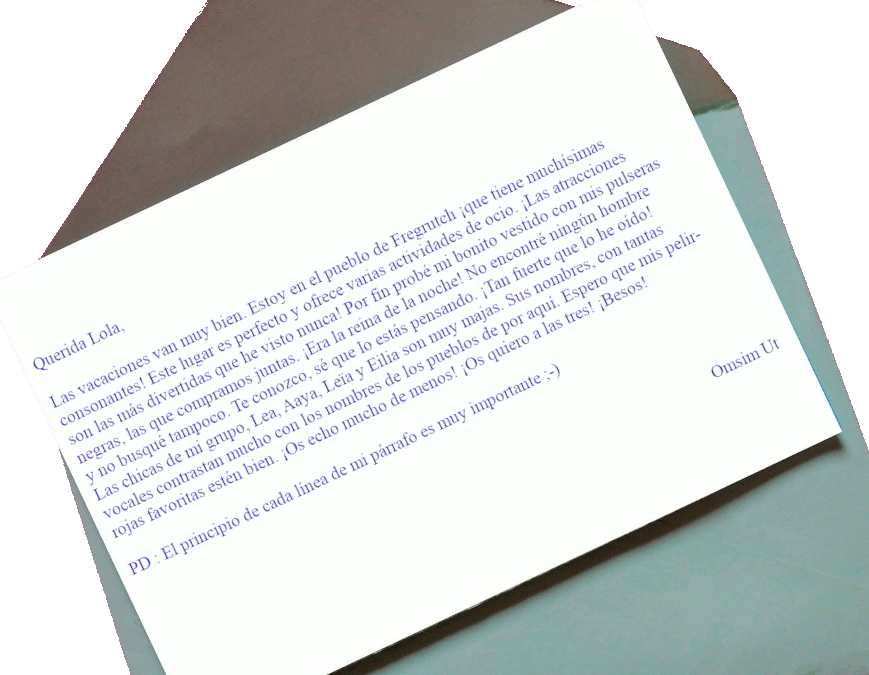 Querida Lola,
Las vacaciones van muy bien. Estoy en el pueblo de Fregrutch ¡que tiene muchísimas
consonantes! Este lugar es perfecto y ofrece varias actividades de ocio. ¡Las atracciones
son las más divertidas que he visto nunca! Por fin probé mi bonito vestido con mis pulseras
negras, las que compramos juntas. ¡Era la reina de la noche! No encontré ningún hombre
y no busqué tampoco. Te conozco, sé que lo estás pensando. ¡Tan fuerte que lo he oído!
Las chicas de mi grupo, Lea, Aaya, Leïa y Eilia son muy majas. Sus nombres, con tantas
vocales contrastan mucho con los nombres de los pueblos de por aquí. Espero que mis pelir-
rojas favoritas estén bien. ¡Os echo mucho de menos! ¡Os quiero a las tres! ¡Besos!
Omsim Ut
PD : El principio de cada línea de mi párrafo es muy importante ;-)